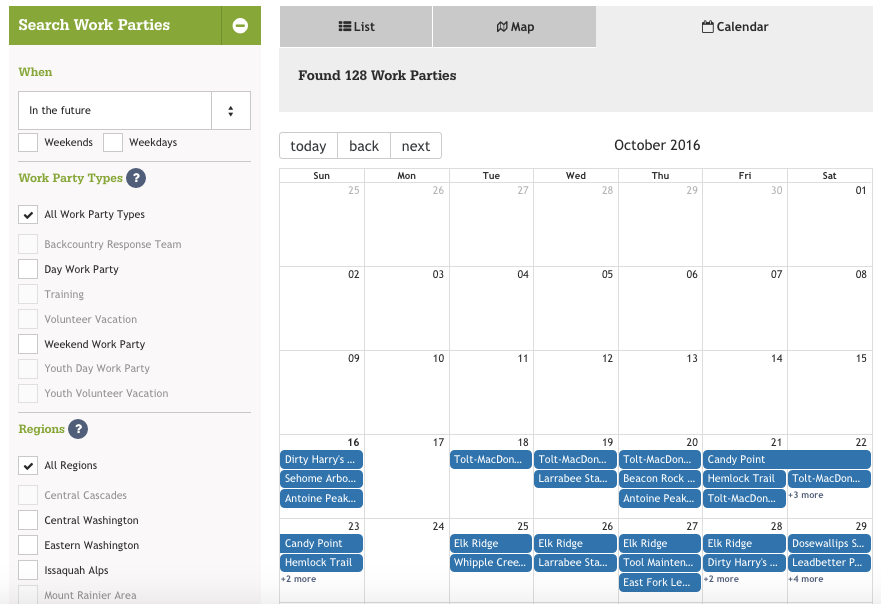 Search Work Parties
When
In the future
Weekends Weekdays
Work Party Types ?
All Work Party Types
Backcountry Response Team
Day Work Party
Training
Volunteer Vacation
Weekend Work Party
Youth Day Work Party
Youth Volunteer Vacation
Regions ?
All Regions
Central Cascades
Central Washington
Eastern Washington
Issaquah Alps
Mount Rainier Area
List Map Calendar
Found 128 Work Parties
today back next October 2016
Sun Mon Tue Wed Thu Fri Sat
25 26 27 28 29 30 01
02 03 04 05 06 07 08
09 10 11 12 13 14 15
16 17 18 19 20 21 22
Dirty Harry's ... Tolt-MacDon... Tolt-MacDon... Tolt-MacDon... Candy Point
Sehome Arbo... Larrabee Sta... Beacon Rock ... Hemlock Trail Tolt-MacDon...
Antoine Peak... Antoine Peak... Tolt-MacDon... +3 more
23 24 25 26 27 28 29
Candy Point Elk Ridge Elk Ridge Elk Ridge Elk Ridge Dosewallips S...
Hemlock Trail Whipple Cree... Larrabee Sta... Tool Mainten... Dirty Harry's ... Leadbetter P...
+2 more East Fork Le... +2 more +4 more